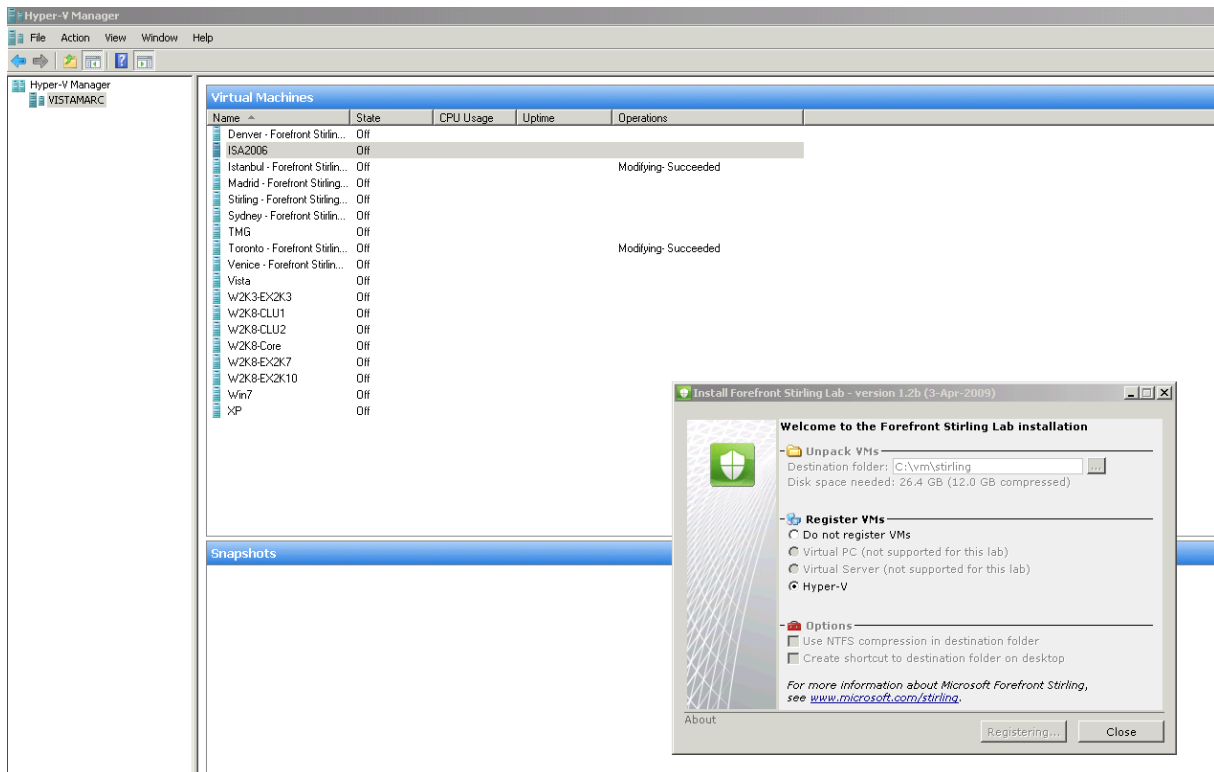 Hyper-V Manager
File Action View Window Help
Hyper-V Manager
VISTAMARC
Virtual Machines
Name State CPU Usage Uptime Operations
Denver - Forefront Stirlin... Off
ISA2006 Off
Istanbul - Forefront Stirlin... Off Modifying- Succeeded
Madrid - Forefront Stirling... Off
Stirling - Forefront Stirling... Off
Sydney - Forefront Stirlin... Off
TMG Off
Toronto - Forefront Stirlin... Off Modifying- Succeeded
Venice - Forefront Stirlin... Off
Vista Off
W2K3-EX2K3 Off
W2K8-CLU1 Off
W2K8-CLU2 Off
W2K8-Core Off
W2K8-EX2K7 Off
W2K8-EX2K10 Off
Win7 Off
XP Off
Snapshots
Install Forefront Stirling Lab - version 1.2b (3-Apr-2009)
Welcome to the Forefront Stirling Lab installation
Unpack VMs
Destination folder: C:\vm\stirling ...
Disk space needed: 26.4 GB (12.0 GB compressed)
Register VMs
Do not register VMs
Virtual PC (not supported for this lab)
Virtual Server (not supported for this lab)
Hyper-V
Options
Use NTFS compression in destination folder
Create shortcut to destination folder on desktop
For more information about Microsoft Forefront Stirling,
see www.microsoft.com/stirling.
About
Registering... Close